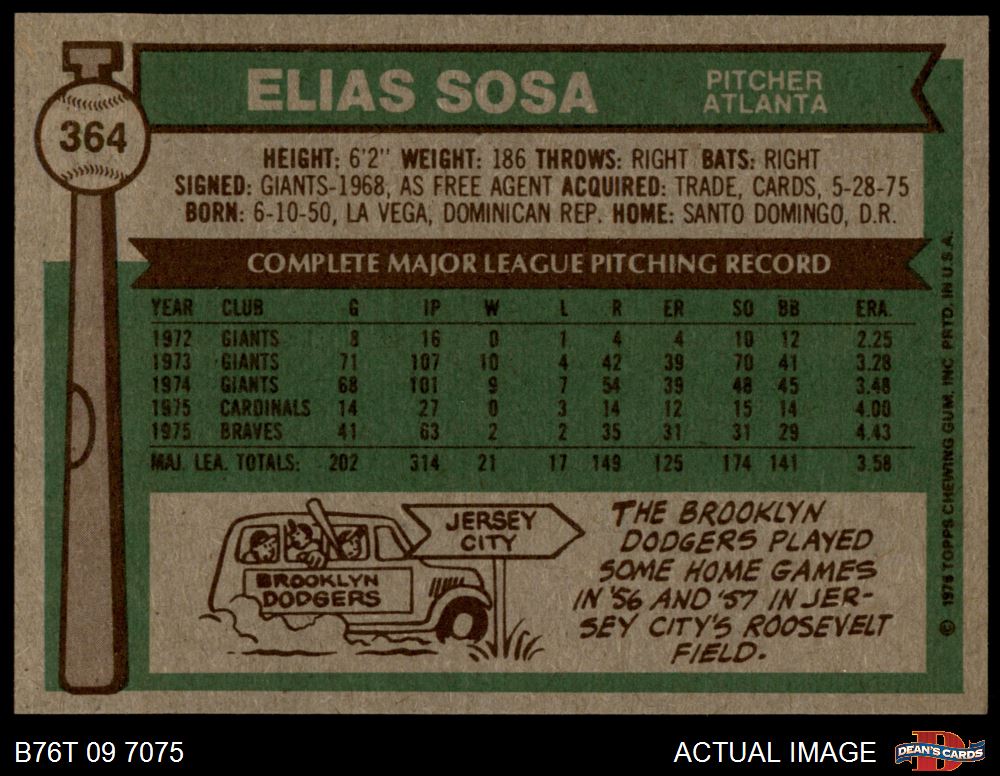 ELIAS SOSA
PITCHER
ATLANTA
364
HEIGHT: 6'2" WEIGHT: 186 THROWS: RIGHT BATS: RIGHT
SIGNED: GIANTS-1968, AS FREE AGENT ACQUIRED: TRADE, CARDS, 5-28-75
BORN: 6-10-50, LA VEGA, DOMINICAN REP. HOME: SANTO DOMINGO, D.R.
COMPLETE MAJOR LEAGUE PITCHING RECORD
YEAR CLUB G IP W L R ER SO BB ERA.
1972 GIANTS 8 16 0 1 4 4 10 12 2.25
1973 GIANTS 71 107 10 4 42 39 70 41 3.28
1974 GIANTS 68 101 9 7 54 39 48 45 3.48
1975 CARDINALS 14 27 0 3 14 12 15 14 4.00
1975 BRAVES 41 63 2 2 35 31 31 29 4.43
MAJ. LEA. TOTALS: 202 314 21 17 149 125 174 141 3.58
JERSEY
CITY
BROOKLYN
DODGERS
THE BROOKLYN
DODGERS PLAYED
SOME HOME GAMES
IN '56 AND '57 IN JER-
SEY CITY'S ROOSEVELT
FIELD.
© 1976 TOPPS CHEWING GUM, INC. PRTD. IN U.S.A.
B76T 09 7075
ACTUAL IMAGE
DEAN'S CARDS